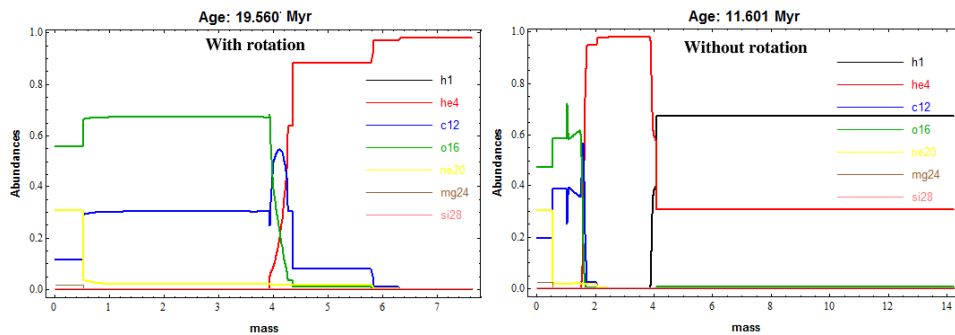 Age: 19.560 Myr
With rotation
1.0
0.8
0.6
0.4
0.2
0.0
Abundances
h1
he4
c12
o16
ne20
mg24
si28
0
1
2
3
4
5
6
7
mass
Age: 11.601 Myr
Without rotation
1.0
0.8
0.6
0.4
0.2
0.0
Abundances
h1
he4
c12
o16
ne20
mg24
si28
0
2
4
6
8
10
12
14
mass